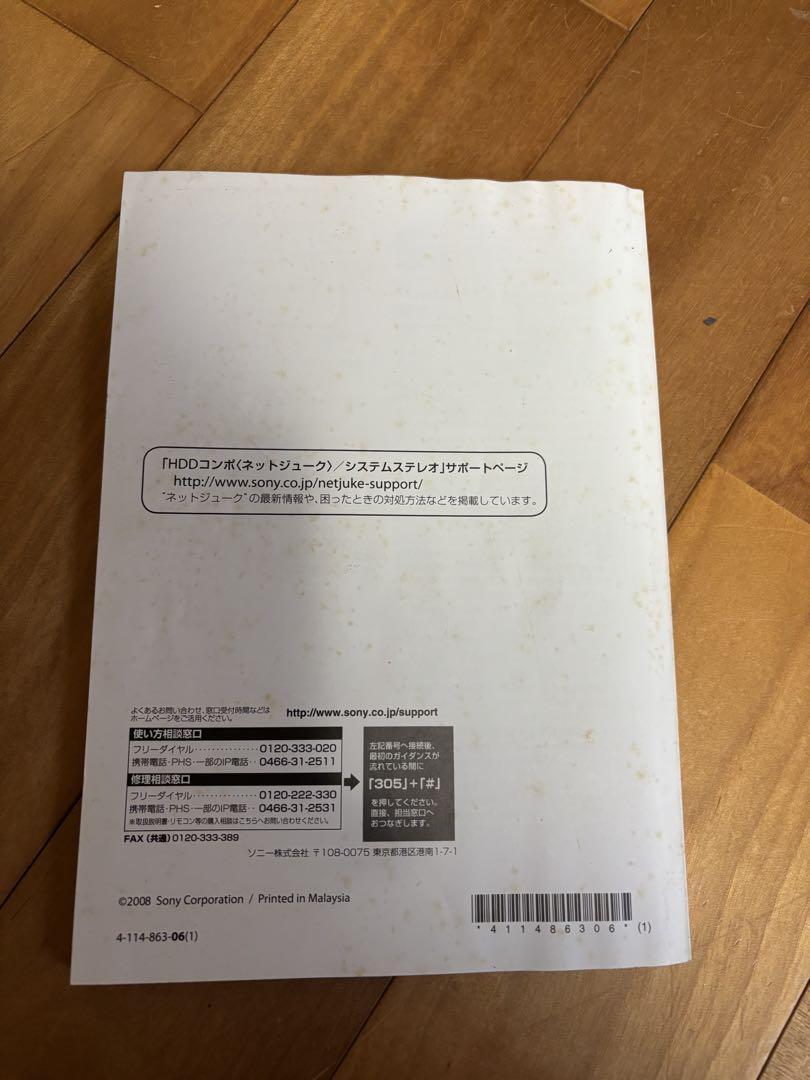 「HDDコンポ〈ネットジューク〉／システムステレオ」サポートページ
http://www.sony.co.jp/netjuke-support/
“ネットジューク”の最新情報や、困ったときの対処方法などを掲載しています。
よくあるお問い合わせ、窓口受付時間などは
ホームページをご活用ください。
http://www.sony.co.jp/support
使い方相談窓口
フリーダイヤル‥‥‥‥‥‥‥0120-333-020
携帯電話・PHS・一部のIP電話‥0466-31-2511
修理相談窓口
フリーダイヤル‥‥‥‥‥‥‥0120-222-330
携帯電話・PHS・一部のIP電話‥0466-31-2531
※取扱説明書・リモコン等の購入相談はこちらへお問い合わせください。
FAX（共通）0120-333-389
左記番号へ接続後、
最初のガイダンスが
流れている間に
「305」＋「#」
を押してください。
直接、担当窓口へ
おつなぎします。
ソニー株式会社 〒108-0075 東京都港区港南1-7-1
©2008 Sony Corporation / Printed in Malaysia
4-114-863-06(1)
*411486306* (1)